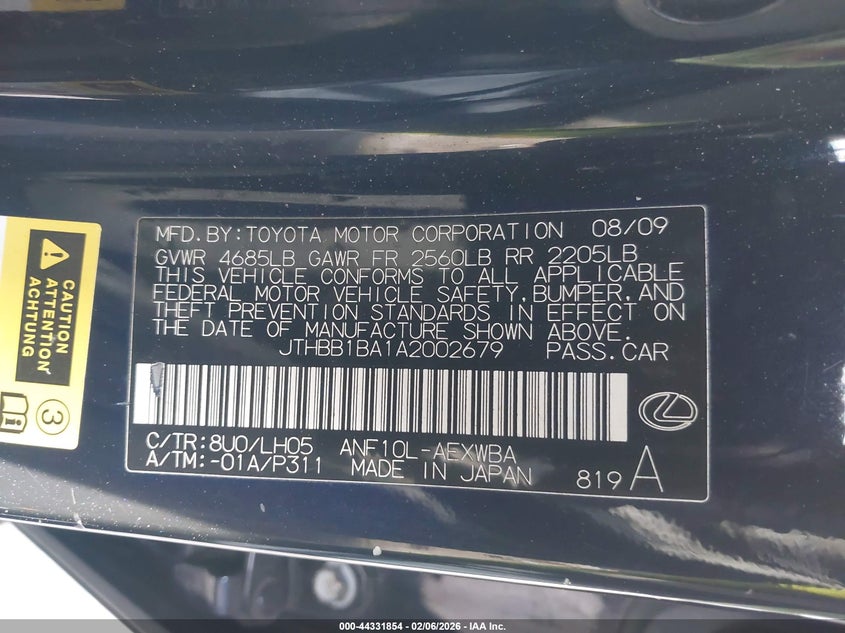 MFD.BY:TOYOTA MOTOR CORPORATION 08/09
GVWR 4685LB GAWR FR 2560LB RR 2205LB
THIS VEHICLE CONFORMS TO ALL APPLICABLE
FEDERAL MOTOR VEHICLE SAFETY, BUMPER, AND
THEFT PREVENTION STANDARDS IN EFFECT ON
THE DATE OF MANUFACTURE SHOWN ABOVE.
JTHBB1BA1A2002679 PASS.CAR
C/TR:8U0/LH05 ANF10L-AEXWBA
A/TM:-01A/P311 MADE IN JAPAN
819A
CAUTION
ATTENTION
ACHTUNG
3
000-44331854 - 02/06/2026 - IAA Inc.